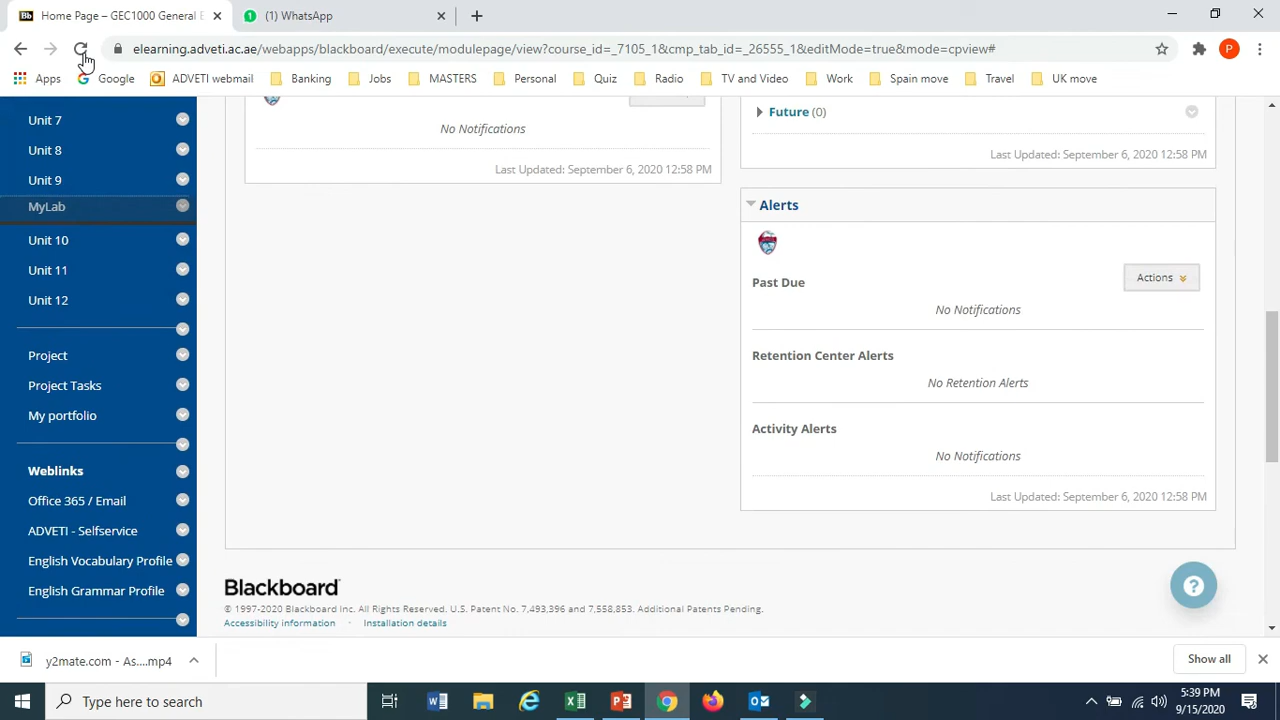 Home Page – GEC1000 General E
(1) WhatsApp
elearning.adveti.ac.ae/webapps/blackboard/execute/modulepage/view?course_id=_7105_1&cmp_tab_id=_26555_1&editMode=true&mode=cpview#
P
Apps
Google
ADVETI webmail
Banking
Jobs
MASTERS
Personal
Quiz
Radio
TV and Video
Work
Spain move
Travel
UK move
Unit 7
Unit 8
Unit 9
MyLab
Unit 10
Unit 11
Unit 12
Project
Project Tasks
My portfolio
Weblinks
Office 365 / Email
ADVETI - Selfservice
English Vocabulary Profile
English Grammar Profile
No Notifications
Last Updated: September 6, 2020 12:58 PM
Future (0)
Last Updated: September 6, 2020 12:58 PM
Alerts
Actions
Past Due
No Notifications
Retention Center Alerts
No Retention Alerts
Activity Alerts
No Notifications
Last Updated: September 6, 2020 12:58 PM
Blackboard
© 1997-2020 Blackboard Inc. All Rights Reserved. U.S. Patent No. 7,493,396 and 7,558,853. Additional Patents Pending.
Accessibility information - Installation details
y2mate.com - As....mp4
Show all
Type here to search
5:39 PM
9/15/2020